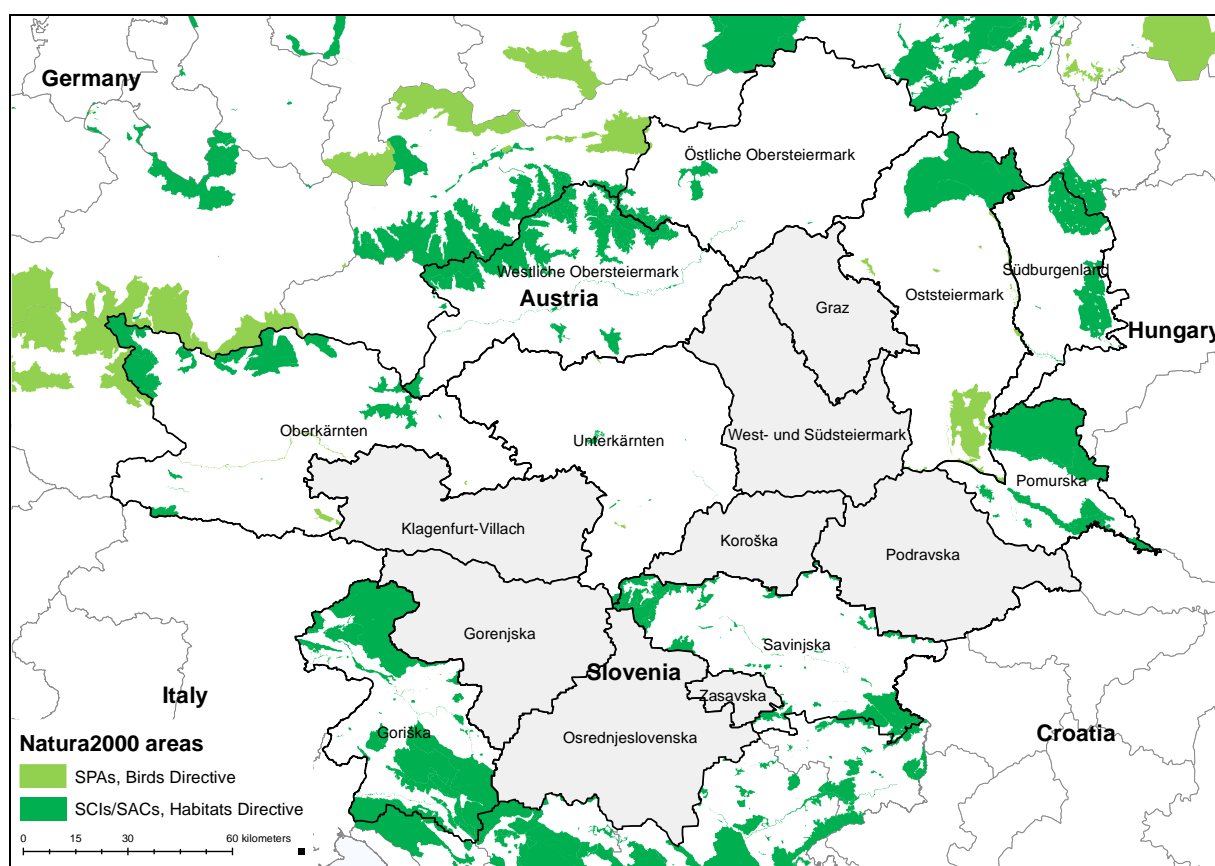 Germany
Östliche Obersteiermark
Westliche Obersteiermark
Südburgenland
Austria
Graz
Oststeiermark
Hungary
Oberkärnten
Unterkärnten
West- und Südsteiermark
Pomurska
Klagenfurt-Villach
Koroška
Podravska
Gorenjska
Savinjska
Slovenia
Italy
Zasavska
Goriška
Osrednjeslovenska
Croatia
Natura2000 areas
SPAs, Birds Directive
SCIs/SACs, Habitats Directive
0 15 30 60 kilometers